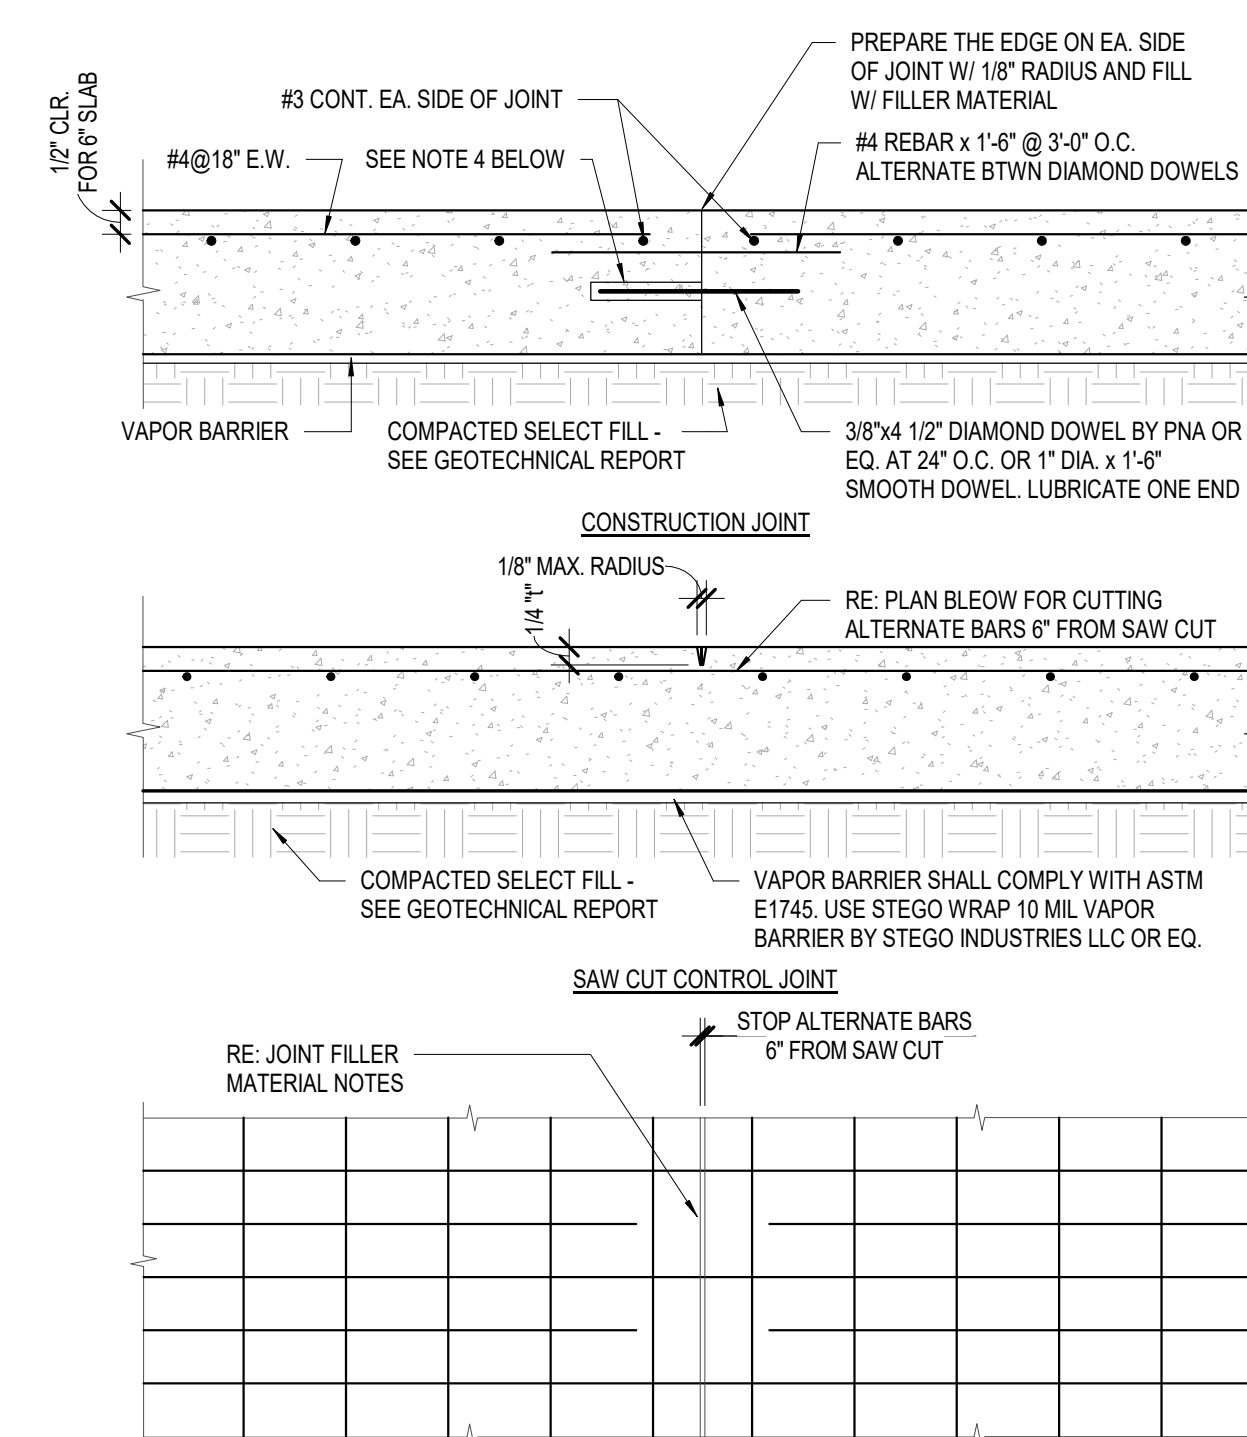 PREPARE THE EDGE ON EA. SIDE
OF JOINT W/ 1/8" RADIUS AND FILL
W/ FILLER MATERIAL
1/2" CLR.
FOR 6" SLAB
#3 CONT. EA. SIDE OF JOINT
#4@18" E.W.
SEE NOTE 4 BELOW
#4 REBAR x 1'-6" @ 3'-0" O.C.
ALTERNATE BTWN DIAMOND DOWELS
VAPOR BARRIER
COMPACTED SELECT FILL -
SEE GEOTECHNICAL REPORT
3/8"x4 1/2" DIAMOND DOWEL BY PNA OR
EQ. AT 24" O.C. OR 1" DIA. x 1'-6"
SMOOTH DOWEL. LUBRICATE ONE END
CONSTRUCTION JOINT
1/8" MAX. RADIUS
1/4 "t"
RE: PLAN BLEOW FOR CUTTING
ALTERNATE BARS 6" FROM SAW CUT
COMPACTED SELECT FILL -
SEE GEOTECHNICAL REPORT
VAPOR BARRIER SHALL COMPLY WITH ASTM
E1745. USE STEGO WRAP 10 MIL VAPOR
BARRIER BY STEGO INDUSTRIES LLC OR EQ.
SAW CUT CONTROL JOINT
STOP ALTERNATE BARS
6" FROM SAW CUT
RE: JOINT FILLER
MATERIAL NOTES